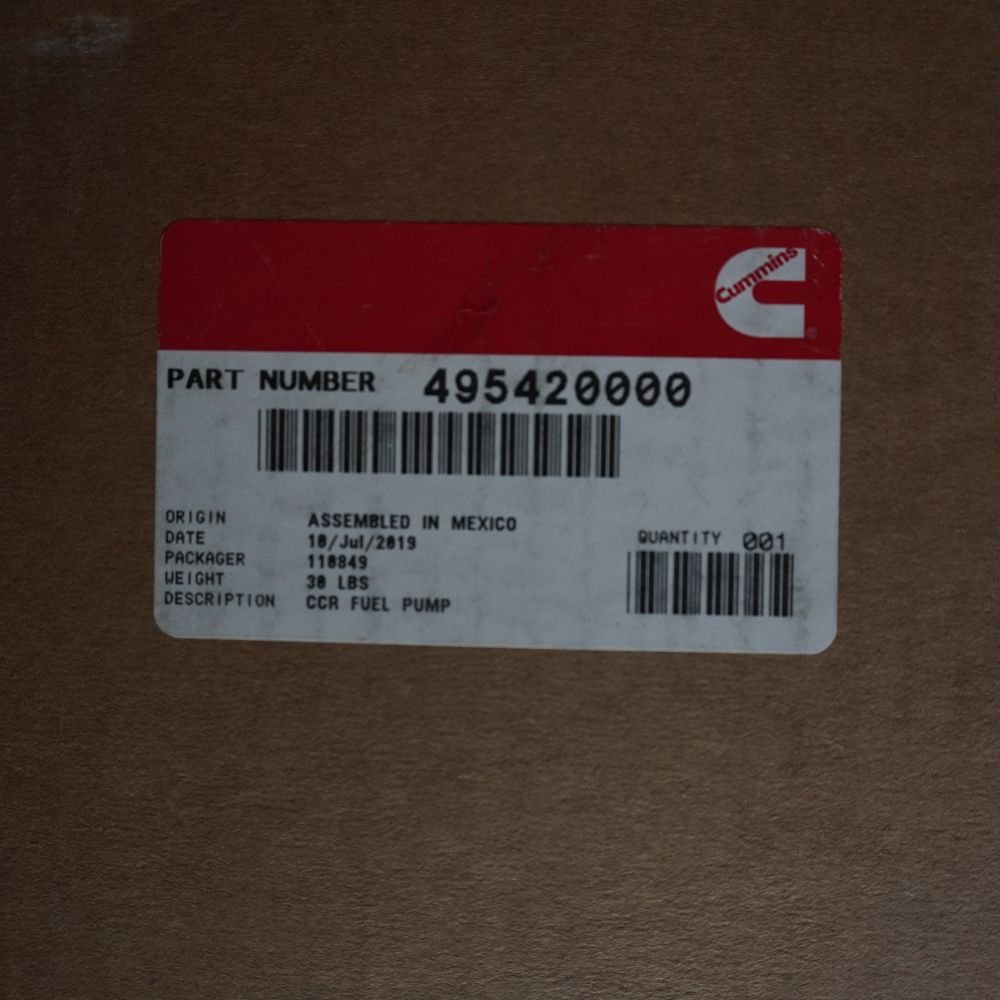 Cummins
PART NUMBER 495420000
ORIGIN ASSEMBLED IN MEXICO
DATE 10/Jul/2019
PACKAGER 110849
WEIGHT 30 LBS
DESCRIPTION CCR FUEL PUMP
QUANTITY 001